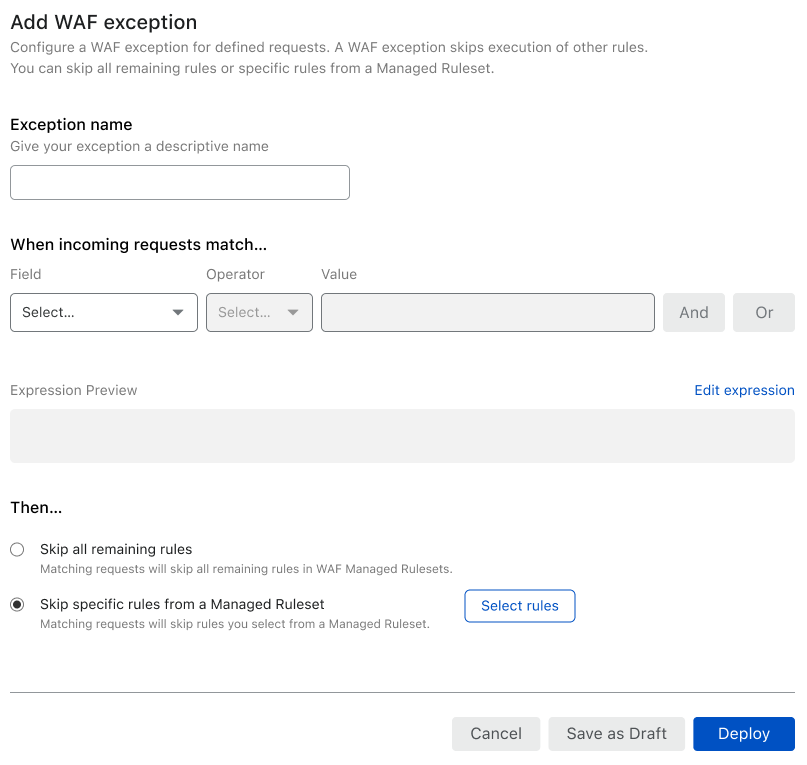 Add WAF exception
Configure a WAF exception for defined requests. A WAF exception skips execution of other rules.
You can skip all remaining rules or specific rules from a Managed Ruleset.
Exception name
Give your exception a descriptive name
When incoming requests match...
Field Operator Value
Select... Select... And Or
Expression Preview Edit expression
Then...
Skip all remaining rules
Matching requests will skip all remaining rules in WAF Managed Rulesets.
Skip specific rules from a Managed Ruleset
Matching requests will skip rules you select from a Managed Ruleset.
Select rules
Cancel Save as Draft Deploy